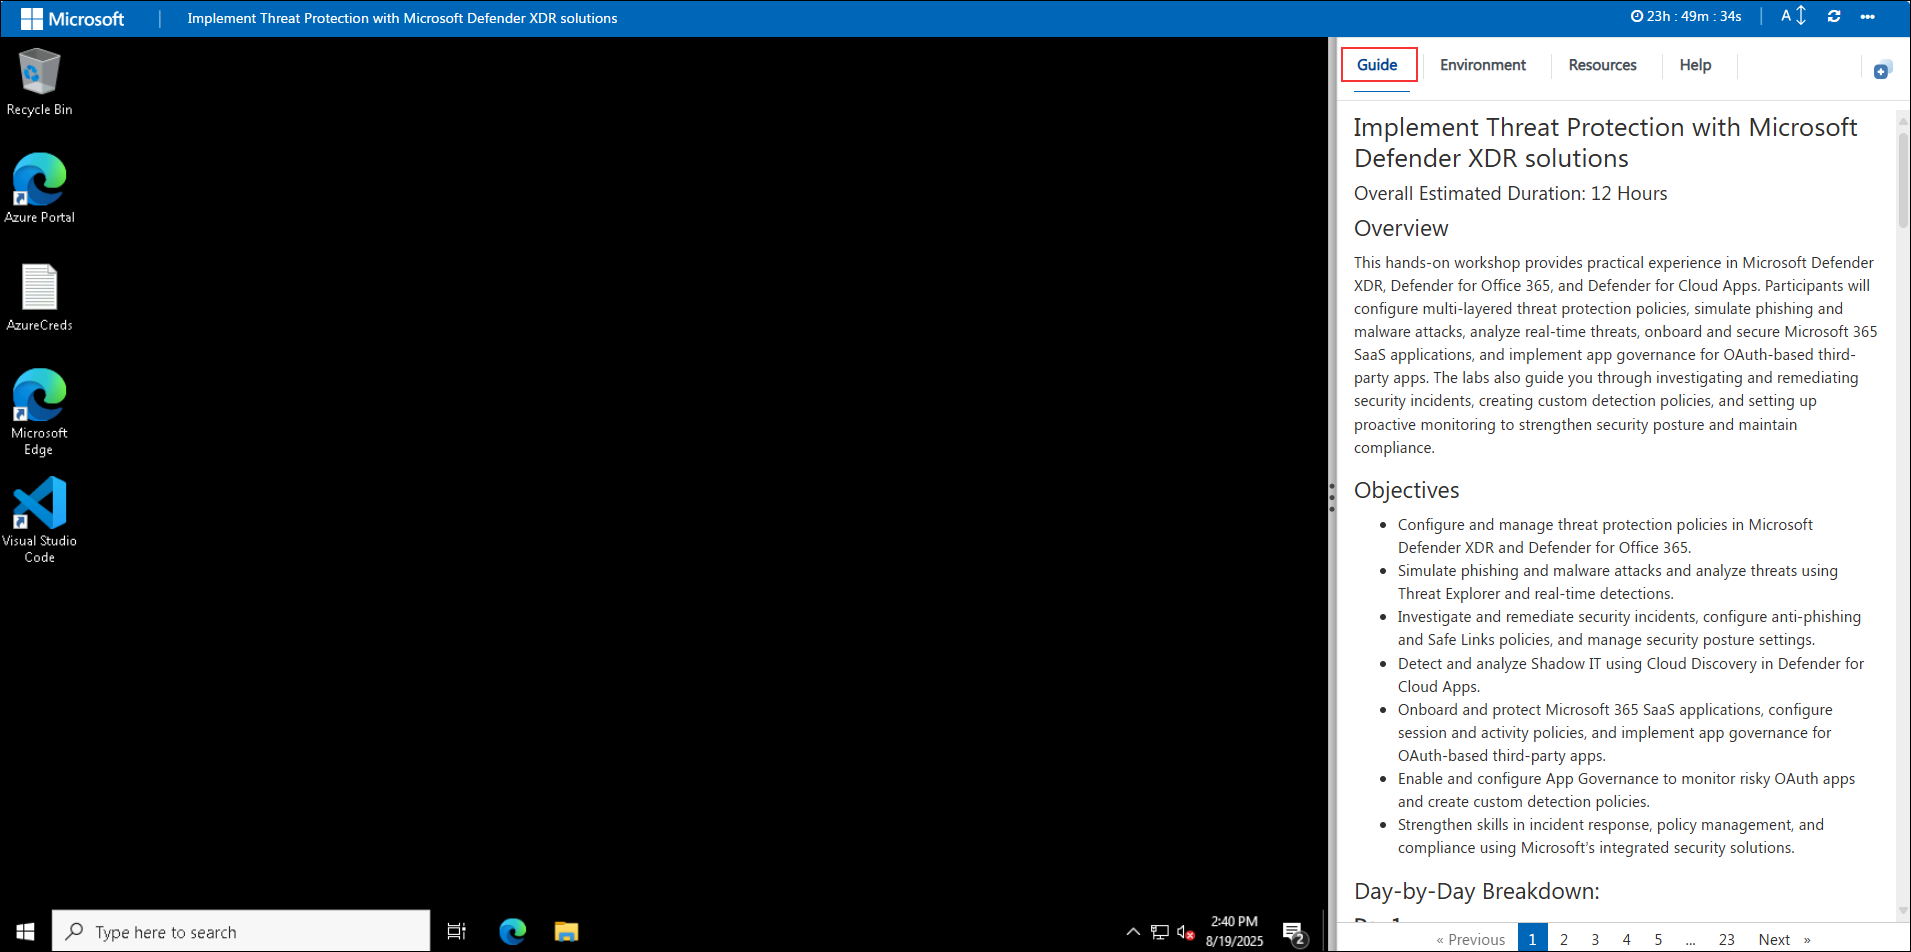 Microsoft
Implement Threat Protection with Microsoft Defender XDR solutions
23h : 49m : 34s
A
Recycle Bin
Azure Portal
AzureCreds
Microsoft
Edge
Visual Studio
Code
Type here to search
2:40 PM
8/19/2025
2
Guide
Environment
Resources
Help
Implement Threat Protection with Microsoft
Defender XDR solutions
Overall Estimated Duration: 12 Hours
Overview
This hands-on workshop provides practical experience in Microsoft Defender
XDR, Defender for Office 365, and Defender for Cloud Apps. Participants will
configure multi-layered threat protection policies, simulate phishing and
malware attacks, analyze real-time threats, onboard and secure Microsoft 365
SaaS applications, and implement app governance for OAuth-based third-
party apps. The labs also guide you through investigating and remediating
security incidents, creating custom detection policies, and setting up
proactive monitoring to strengthen security posture and maintain
compliance.
Objectives
• Configure and manage threat protection policies in Microsoft
Defender XDR and Defender for Office 365.
• Simulate phishing and malware attacks and analyze threats using
Threat Explorer and real-time detections.
• Investigate and remediate security incidents, configure anti-phishing
and Safe Links policies, and manage security posture settings.
• Detect and analyze Shadow IT using Cloud Discovery in Defender for
Cloud Apps.
• Onboard and protect Microsoft 365 SaaS applications, configure
session and activity policies, and implement app governance for
OAuth-based third-party apps.
• Enable and configure App Governance to monitor risky OAuth apps
and create custom detection policies.
• Strengthen skills in incident response, policy management, and
compliance using Microsoft's integrated security solutions.
Day-by-Day Breakdown:
« Previous 1 2 3 4 5 ... 23 Next »